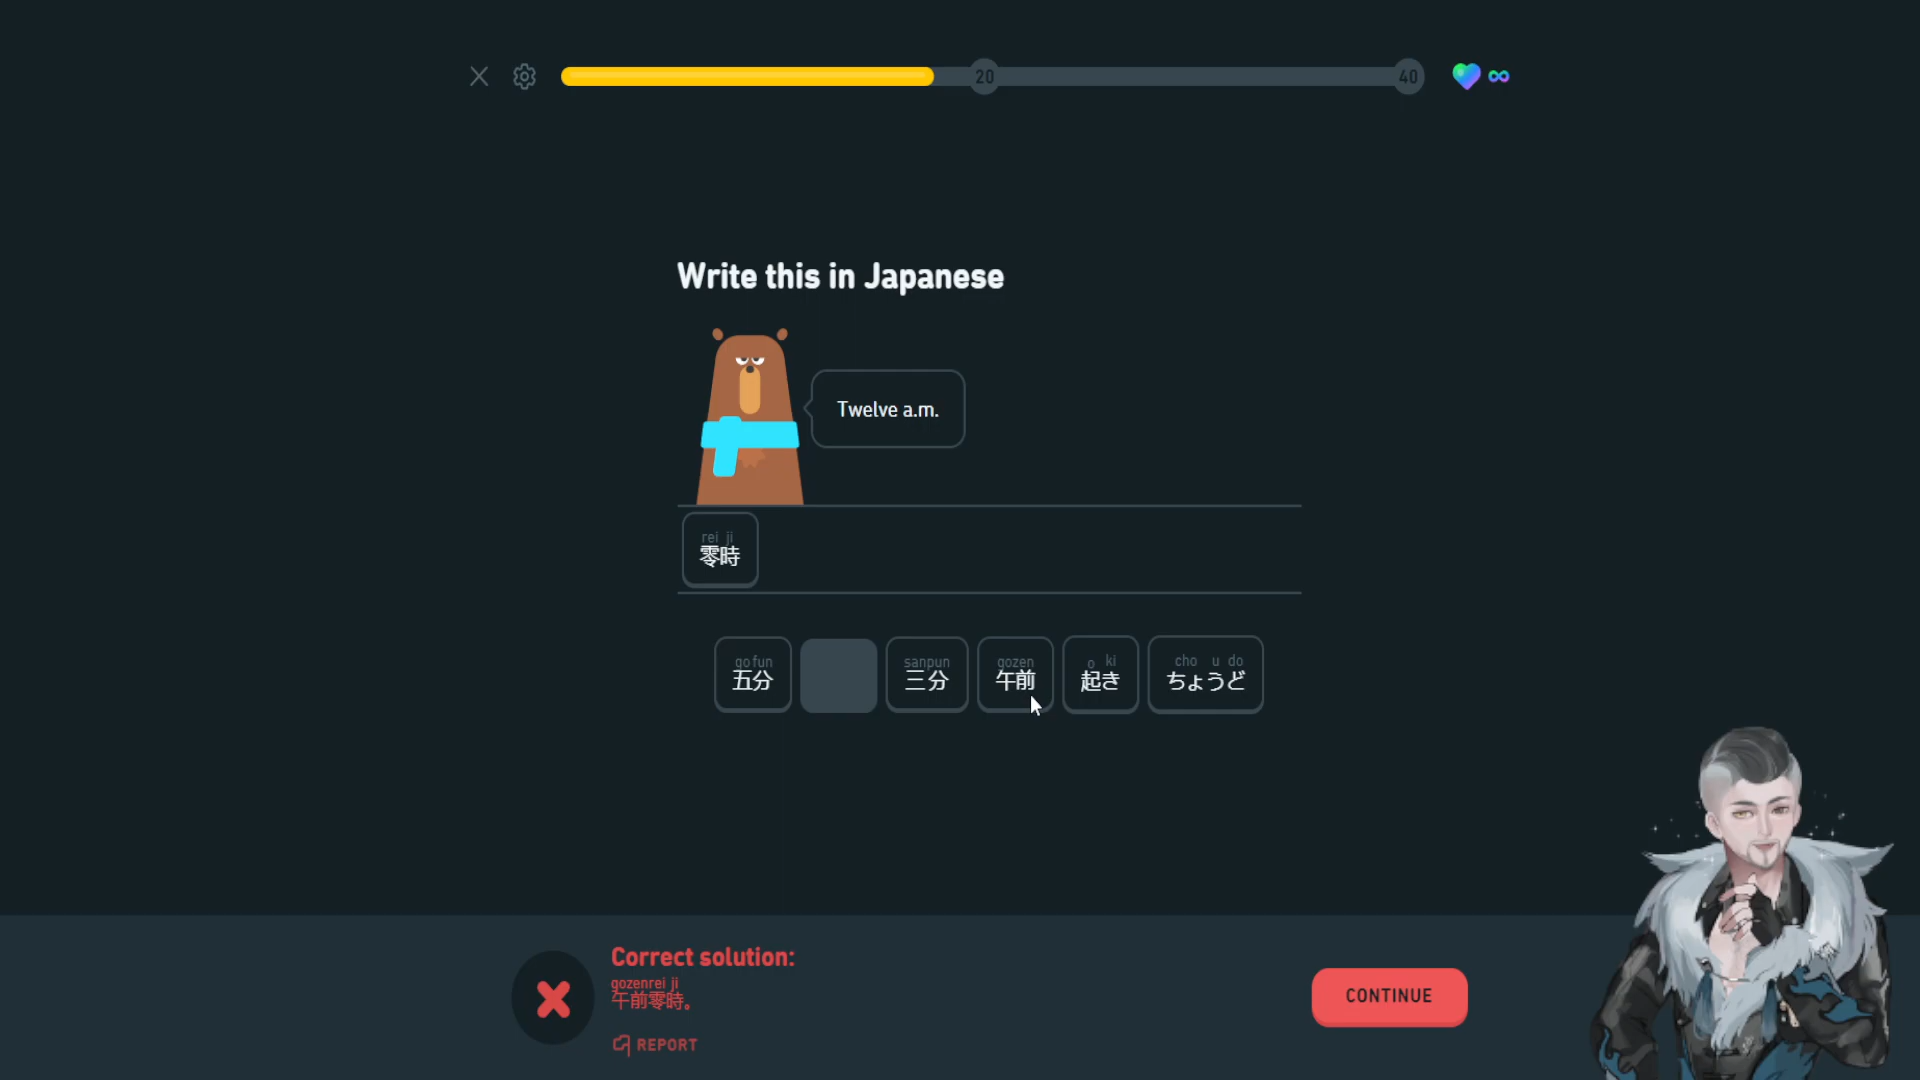 20
40
∞
Write this in Japanese
Twelve a.m.
rei ji
零時
go fun
五分
sanpun
三分
gozen
午前
o ki
起き
cho u do
ちょうど
Correct solution:
gozenrei ji
午前零時。
REPORT
CONTINUE